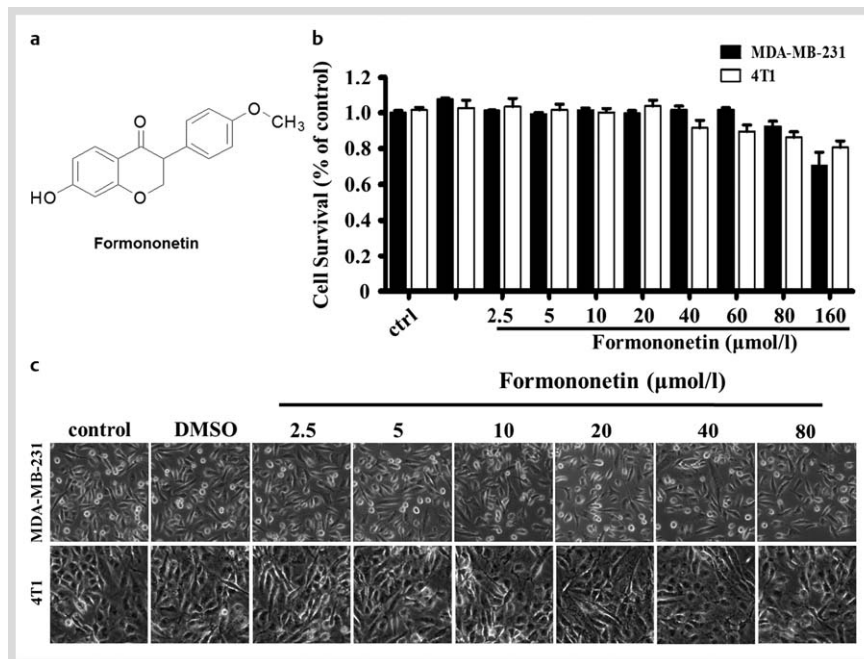 a
O
O
CH₃
HO
O
Formononetin
b
MDA-MB-231
4T1
Cell Survival (% of control)
1.2
1.0
0.8
0.6
0.4
0.2
0
ctrl
2.5 5 10 20 40 60 80 160
Formononetin (µmol/l)
c
Formononetin (µmol/l)
control DMSO 2.5 5 10 20 40 80
MDA-MB-231
4T1